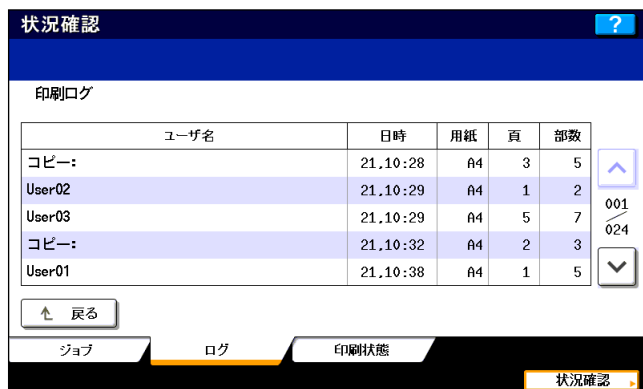 状況確認 ?
印刷ログ
ユーザ名 日時 用紙 頁 部数
コピー: 21,10:28 A4 3 5
User02 21,10:29 A4 1 2
User03 21,10:29 A4 5 7
コピー: 21,10:32 A4 2 3
User01 21,10:38 A4 1 5
001/024
戻る
ジョブ ログ 印刷状態
状況確認